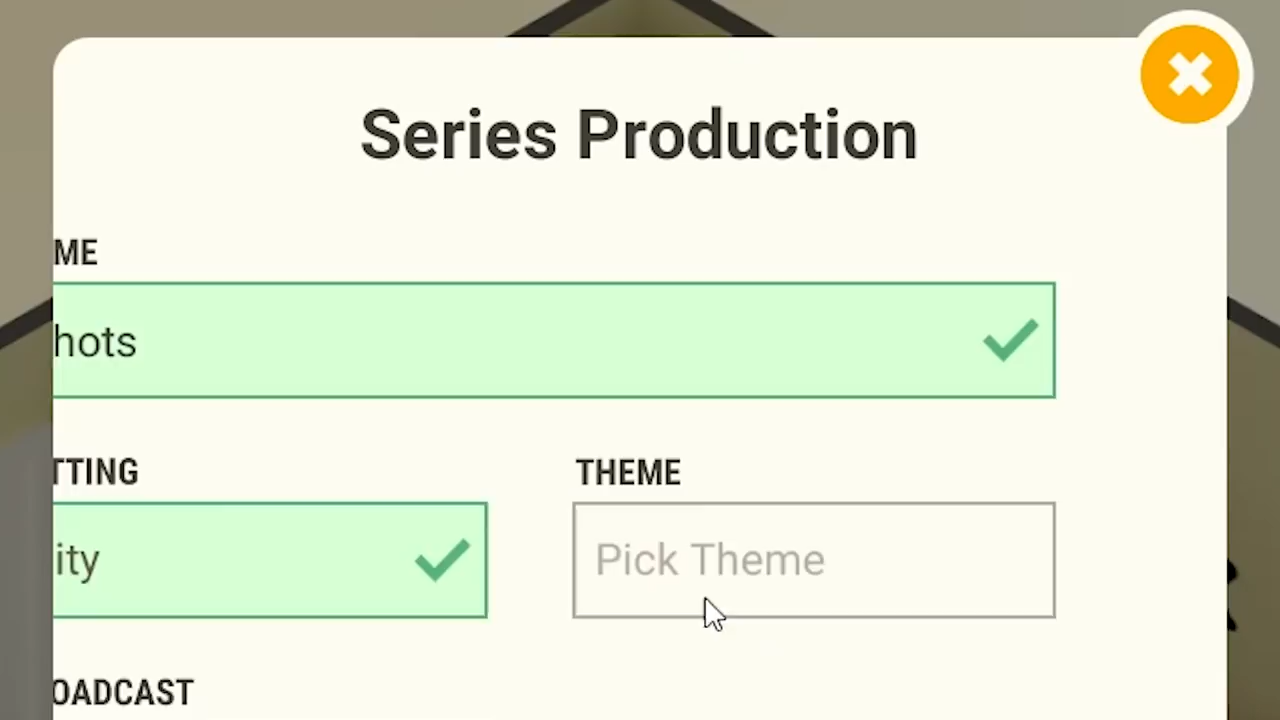 Series Production
ME
hots
TTING
THEME
ity
Pick Theme
OADCAST